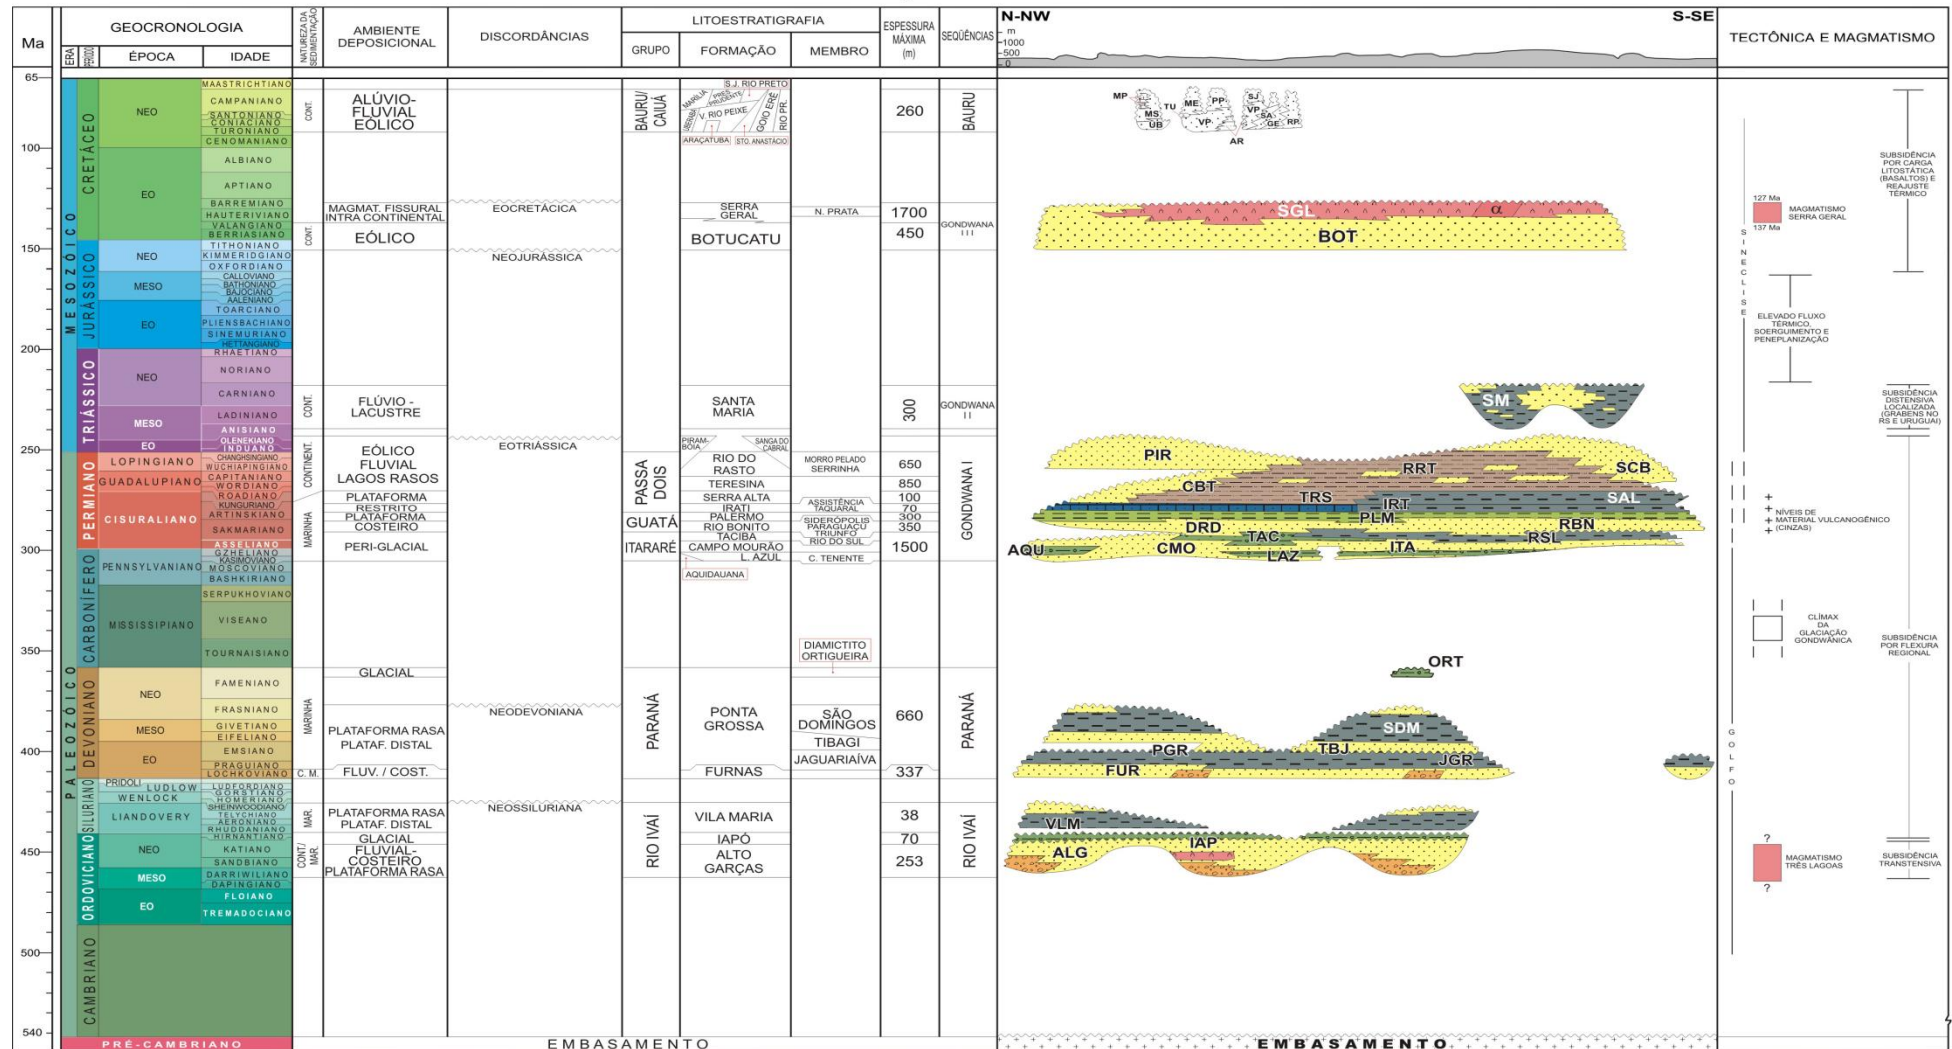 Ma
GEOCRONOLOGIA
ERA
PERÍODO
ÉPOCA
IDADE
NATUREZA DA
SEDIMENTAÇÃO
AMBIENTE
DEPOSICIONAL
DISCORDÂNCIAS
LITOESTRATIGRAFIA
GRUPO
FORMAÇÃO
MEMBRO
ESPESSURA
MÁXIMA
(m)
SEQÜÊNCIAS
N-NW
S-SE
m
1000
500
0
TECTÔNICA E MAGMATISMO
65
100
150
200
250
300
350
400
450
500
540
MESOZÓICO
PALEOZÓICO
CRETÁCEO
JURÁSSICO
TRIÁSSICO
PERMIANO
CARBONÍFERO
DEVONIANO
SILURIANO
ORDOVICIANO
CAMBRIANO
NEO
EO
NEO
MESO
EO
NEO
MESO
EO
LOPINGIANO
GUADALUPIANO
CISURALIANO
PENNSYLVANIANO
MISSISSIPIANO
NEO
MESO
EO
PRIDOLI
LUDLOW
WENLOCK
LLANDOVERY
NEO
MESO
EO
PRÉ-CAMBRIANO
MAASTRICHTIANO
CAMPANIANO
SANTONIANO
CONIACIANO
TURONIANO
CENOMANIANO
ALBIANO
APTIANO
BARREMIANO
HAUTERIVIANO
VALANGIANO
BERRIASIANO
TITHONIANO
KIMMERIDGIANO
OXFORDIANO
CALLOVIANO
BATHONIANO
BAJOCIANO
AALENIANO
TOARCIANO
PLIENSBACHIANO
SINEMURIANO
HETTANGIANO
RHAETIANO
NORIANO
CARNIANO
LADINIANO
ANISIANO
OLENEKIANO
INDUANO
CHANGHSINGIANO
WUCHIAPINGIANO
CAPITANIANO
WORDIANO
ROADIANO
KUNGURIANO
ARTINSKIANO
SAKMARIANO
ASSELIANO
GZHELIANO
KASIMOVIANO
MOSCOVIANO
BASHKIRIANO
SERPUKHOVIANO
VISEANO
TOURNAISIANO
FAMENIANO
FRASNIANO
GIVETIANO
EIFELIANO
EMSIANO
PRAGUIANO
LOCHKOVIANO
LUDFORDIANO
GORSTIANO
HOMERIANO
SHEINWOODIANO
TELYCHIANO
AERONIANO
RHUDDANIANO
HIRNANTIANO
KATIANO
SANDBIANO
DARRIWILIANO
DAPINGIANO
FLOIANO
TREMADOCIANO
CONT.
CONT.
CONT.
CONTINENT.
MARINHA
MARINHA
C. M.
MAR.
CONT/
MAR.
ALÚVIO-
FLUVIAL
EÓLICO
MAGMAT. FISSURAL
INTRA CONTINENTAL
EÓLICO
FLÚVIO -
LACUSTRE
EÓLICO
FLUVIAL
LAGOS RASOS
PLATAFORMA
RESTRITO
PLATAFORMA
COSTEIRO
PERI-GLACIAL
GLACIAL
PLATAFORMA RASA
PLATAF. DISTAL
FLUV. / COST.
PLATAFORMA RASA
PLATAF. DISTAL
GLACIAL
FLUVIAL-
COSTEIRO
PLATAFORMA RASA
EOCRETÁCICA
NEOJURÁSSICA
EOTRIÁSSICA
NEODEVONIANA
NEOSSILURIANA
EMBASAMENTO
BAURU/
CAIUÁ
PASSA
DOIS
GUATÁ
ITARARÉ
PARANÁ
RIO IVAÍ
S.J. RIO PRETO
MARÍLIA
PRES.
PRUDENTE
UBERABA
V. RIO PEIXE
GOIO ERÊ
RIO PR.
ARAÇATUBA
STO. ANASTÁCIO
SERRA
GERAL
BOTUCATU
SANTA
MARIA
PIRAM-
BÓIA
SANGA DO
CABRAL
RIO DO
RASTO
TERESINA
SERRA ALTA
IRATI
PALERMO
RIO BONITO
TACIBA
CAMPO MOURÃO
L. AZUL
AQUIDAUANA
PONTA
GROSSA
FURNAS
VILA MARIA
IAPÓ
ALTO
GARÇAS
N. PRATA
MORRO PELADO
SERRINHA
ASSISTÊNCIA
TAQUARAL
SIDERÓPOLIS
PARAGUAÇU
TRIUNFO
RIO DO SUL
C. TENENTE
DIAMICTITO
ORTIGUEIRA
SÃO
DOMINGOS
TIBAGI
JAGUARIAÍVA
260
1700
450
300
650
850
100
70
300
350
1500
660
337
38
70
253
BAURU
GONDWANA
III
GONDWANA
II
GONDWANA I
PARANÁ
RIO IVAÍ
MP
MS
UB
TU
ME
PP
VP
AR
SJ
VP
SA
GE
RP
SGL
α
BOT
SM
PIR
RRT
SCB
CBT
TRS
IRT
SAL
PLM
DRD
RBN
TAC
RSL
AQU
CMO
LAZ
ITA
ORT
SDM
PGR
TBJ
JGR
FUR
VLM
IAP
ALG
EMBASAMENTO
SINECLISE
GOLFO
127 Ma
137 Ma
MAGMATISMO
SERRA GERAL
SUBSIDÊNCIA
POR CARGA
LITOSTÁTICA
(BASALTOS) E
REAJUSTE
TÉRMICO
ELEVADO FLUXO
TÉRMICO,
SOERGUIMENTO E
PENEPLANIZAÇÃO
SUBSIDÊNCIA
DISTENSIVA
LOCALIZADA
(GRABENS NO
RS E URUGUAI)
NÍVEIS DE
MATERIAL VULCANOGÊNICO
(CINZAS)
CLÍMAX
DA
GLACIAÇÃO
GONDWÂNICA
SUBSIDÊNCIA
POR FLEXURA
REGIONAL
?
MAGMATISMO
TRÊS LAGOAS
?
SUBSIDÊNCIA
TRANSTENSIVA